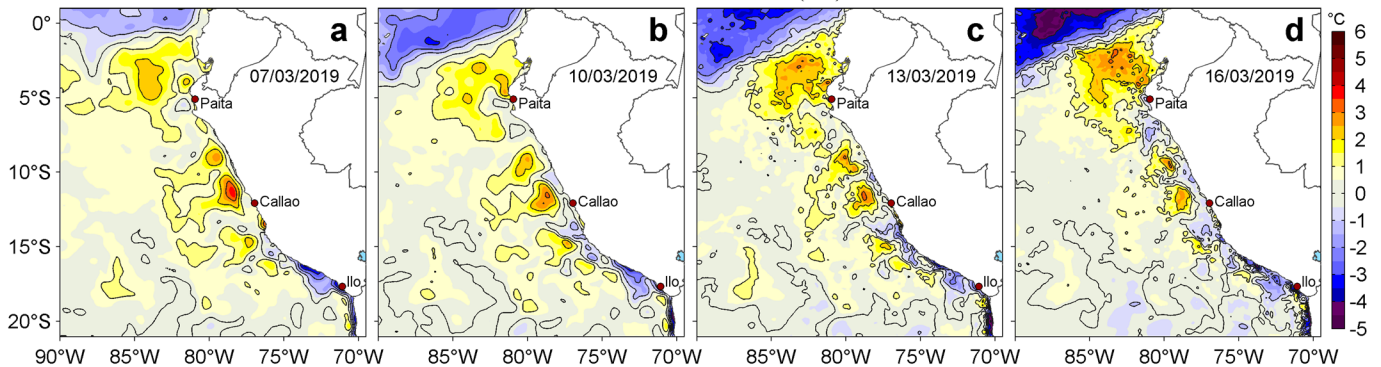 a b c d
°C
07/03/2019 10/03/2019 13/03/2019 16/03/2019
Paita Paita Paita Paita
Callao Callao Callao Callao
Ilo Ilo Ilo Ilo
0°
5°S
10°S
15°S
20°S
90°W 85°W 80°W 75°W 70°W 85°W 80°W 75°W 70°W 85°W 80°W 75°W 70°W 85°W 80°W 75°W 70°W
6
5
4
3
2
1
0
-1
-2
-3
-4
-5